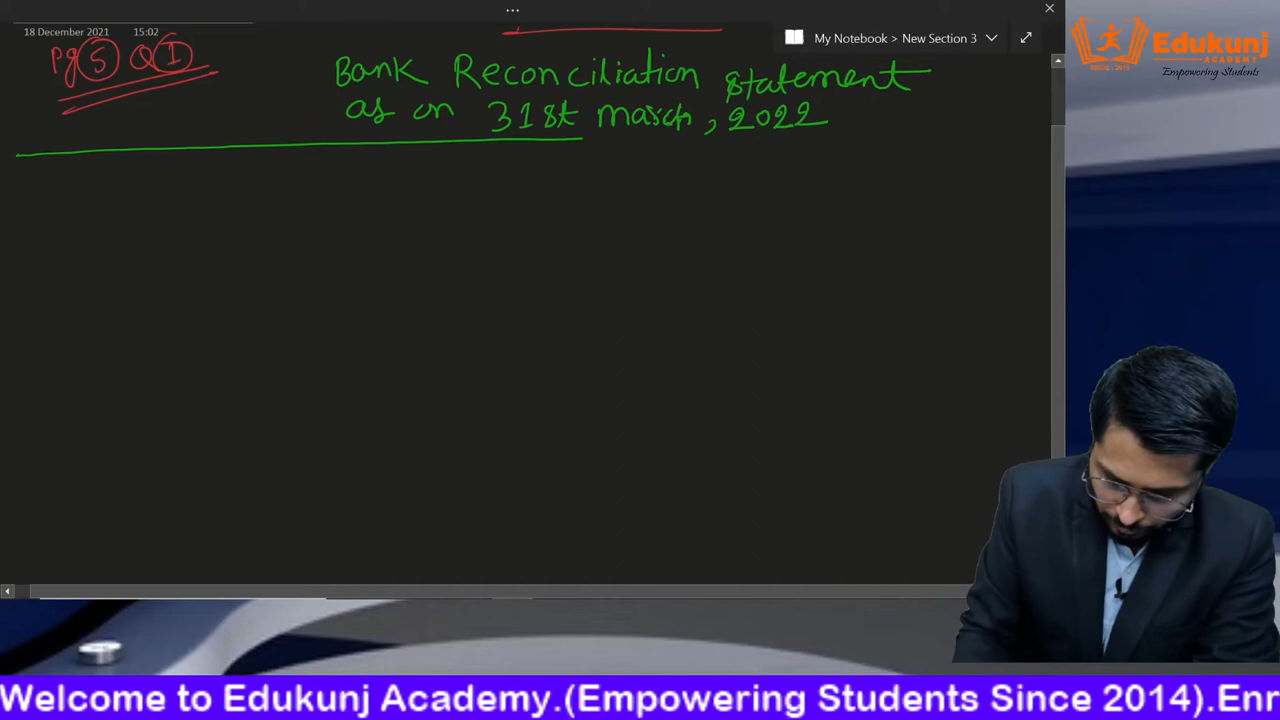 18 December 2021 15:02
My Notebook > New Section 3
Pg 5 Q 1
Bank Reconciliation statement
as on 31st march, 2022
Edukunj
Empowering Students
Welcome to Edukunj Academy.(Empowering Students Since 2014).Enr